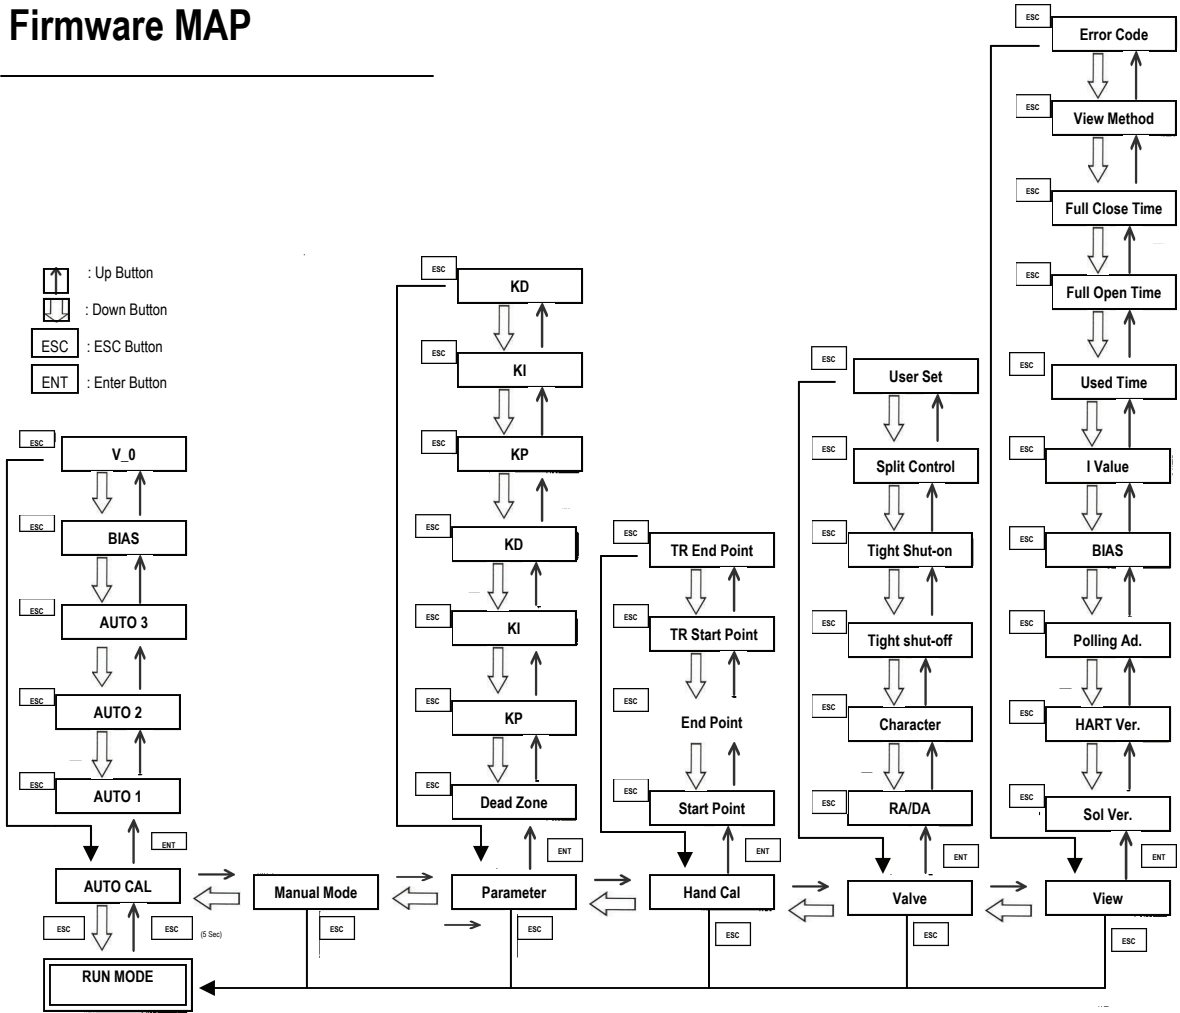 Firmware MAP
: Up Button
: Down Button
ESC : ESC Button
ENT : Enter Button
ESC
V_0
ESC
BIAS
ESC
AUTO 3
ESC
AUTO 2
ESC
AUTO 1
ENT
AUTO CAL
ESC
ESC
(5 Sec)
RUN MODE
Manual Mode
ESC
ESC
KD
ESC
KI
ESC
KP
ESC
KD
ESC
KI
ESC
KP
ESC
Dead Zone
ENT
Parameter
ESC
ESC
TR End Point
ESC
TR Start Point
ESC
End Point
ESC
Start Point
ENT
Hand Cal
ESC
ESC
User Set
ESC
Split Control
ESC
Tight Shut-on
ESC
Tight shut-off
ESC
Character
ESC
RA/DA
ENT
Valve
ESC
ESC
Error Code
ESC
View Method
ESC
Full Close Time
ESC
Full Open Time
ESC
Used Time
ESC
I Value
ESC
BIAS
ESC
Polling Ad.
ESC
HART Ver.
ESC
Sol Ver.
ENT
View
ESC